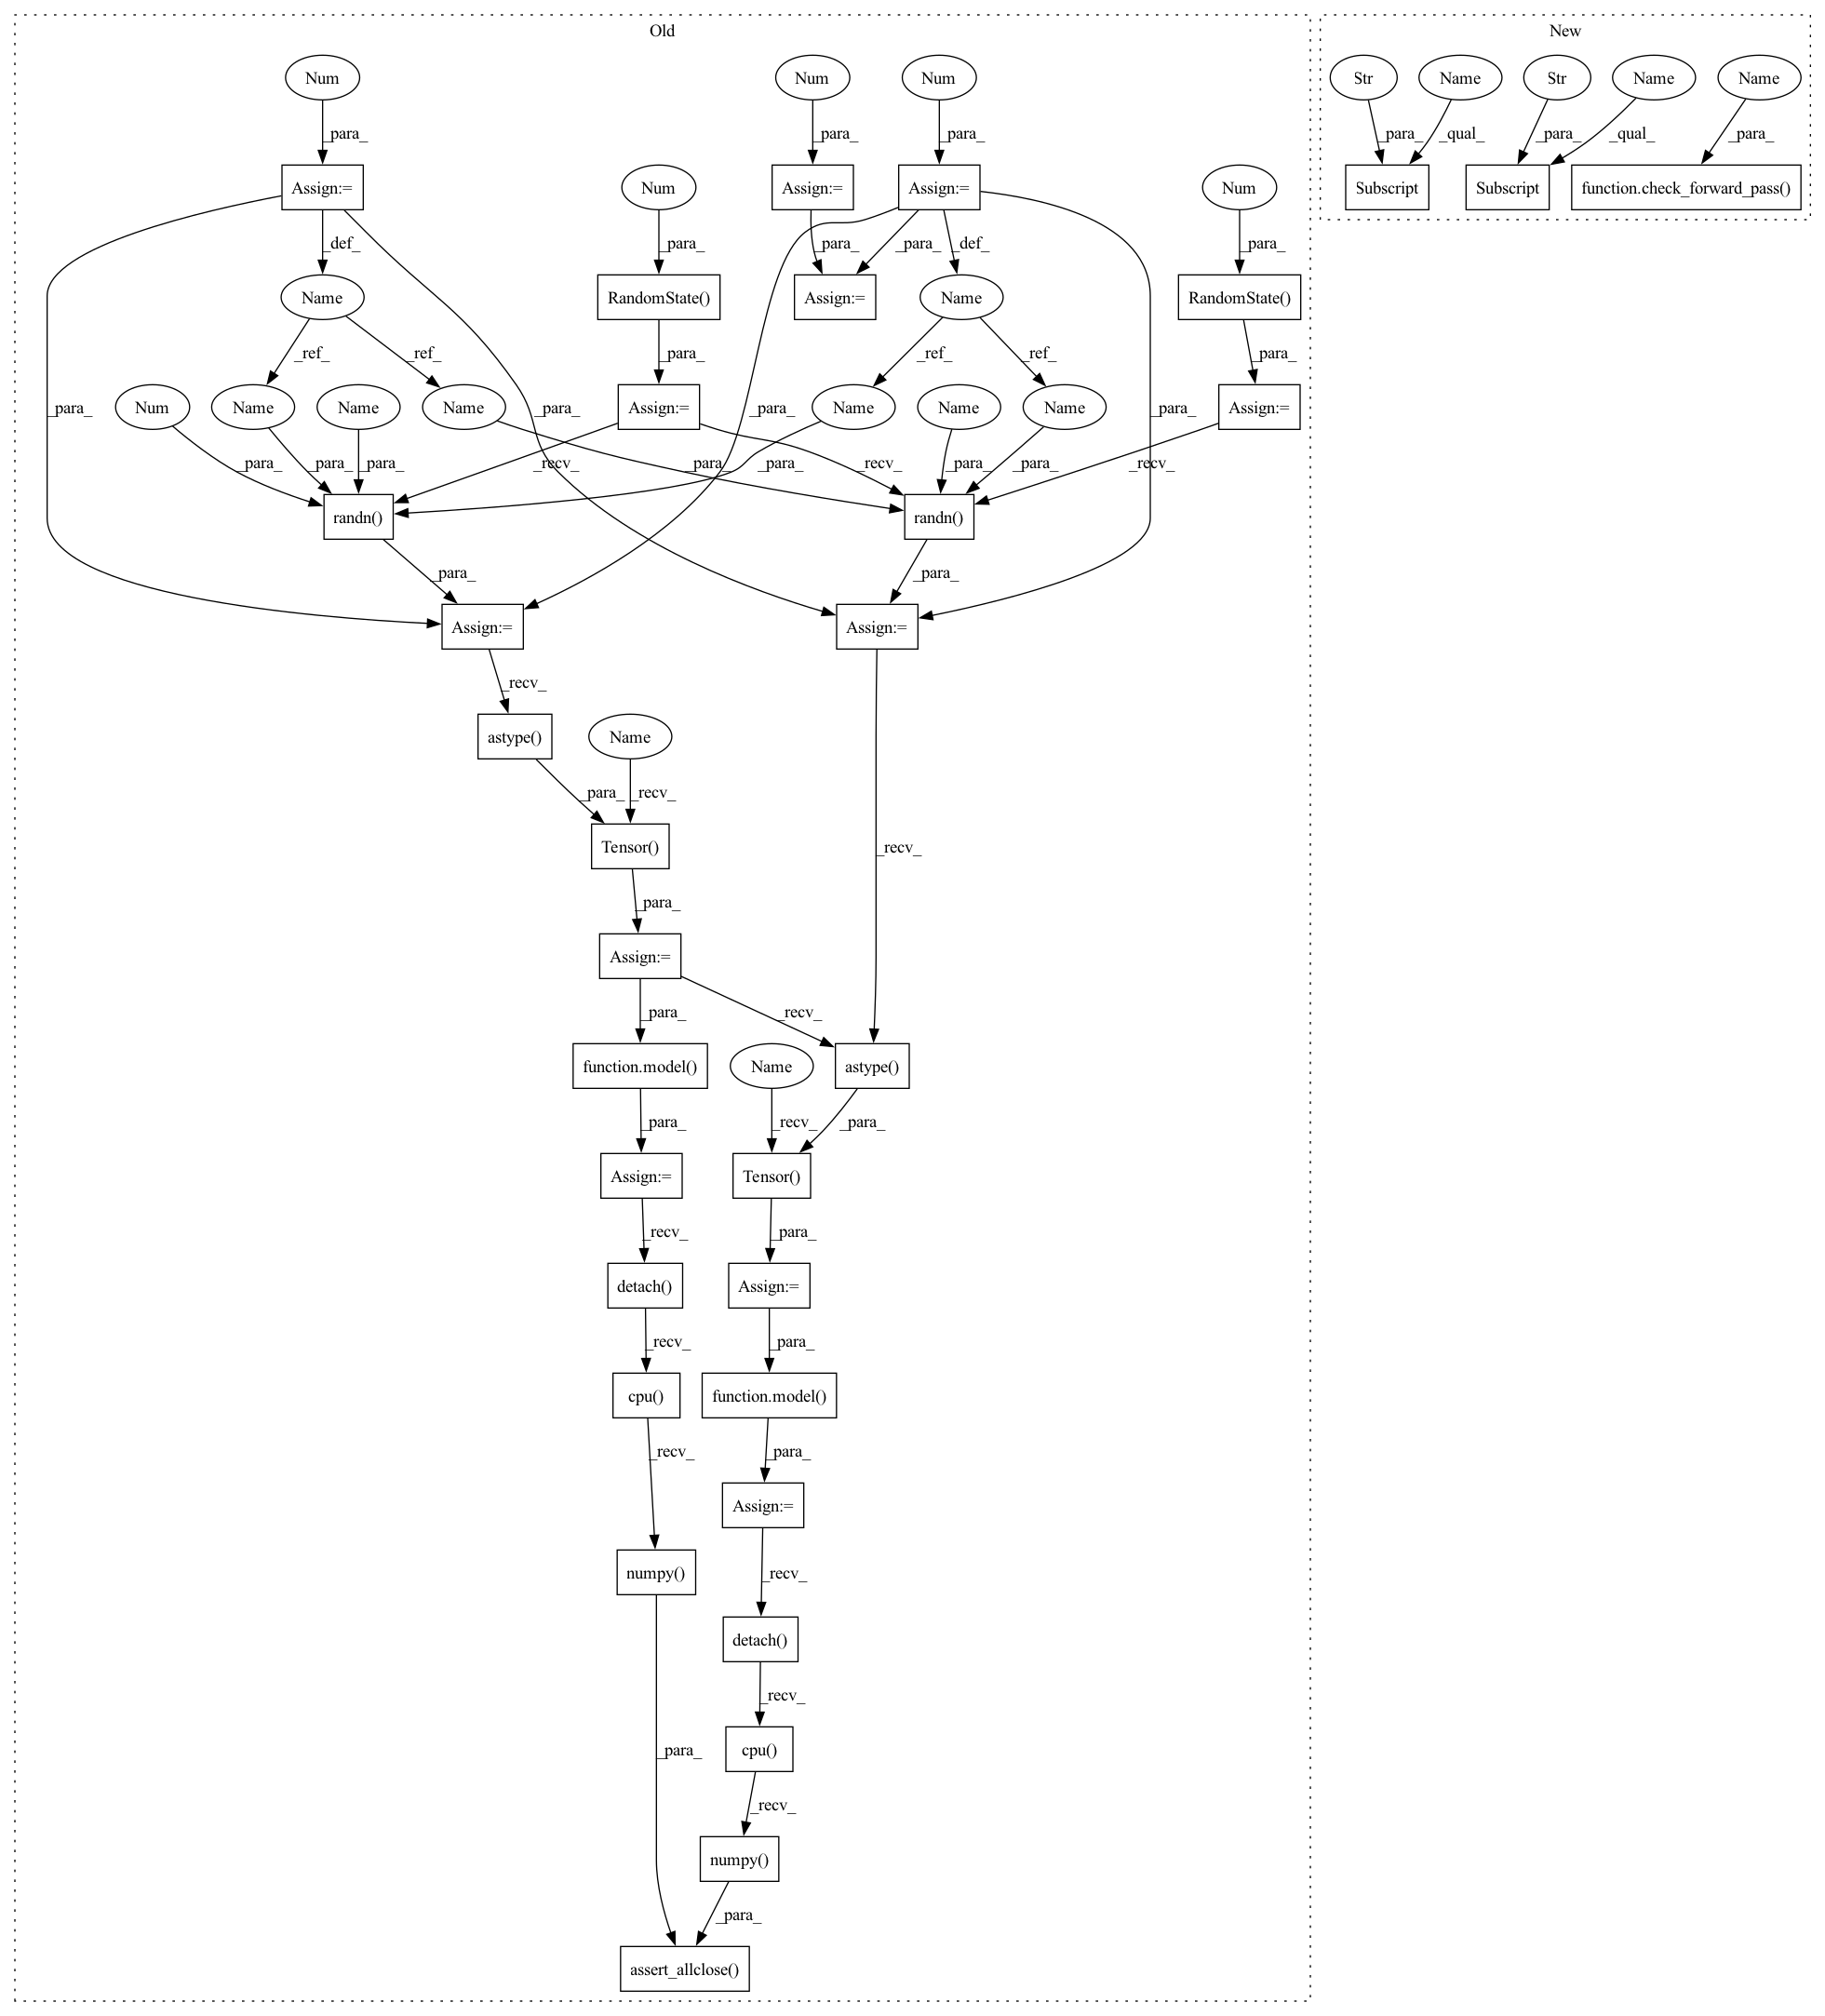 Old New
Num Num Num Str Name Str Name Name
_para_ _para_ _para_ _para_ _qual_ _para_ _qual_ _para_
Assign:= Num Assign:= Assign:= Num Subscript Subscript function.check_forward_pass()
_def_ _para_ _para_ _para_ _def_ _para_
Name RandomState() Assign:= Name RandomState()
_ref_ _ref_ _para_ _ref_ _ref_ _para_
_para_ Num Name Name Name _para_ Assign:= _para_ Name Name Name _para_ Assign:=
_para_ _para_ _para_ _recv_ _para_ _para_ _recv_ _para_ _para_ _recv_
randn() randn()
_para_ _para_
Assign:= Assign:=
_recv_
astype() Name
_para_ _recv_
Tensor() _recv_
_para_
Assign:=
_para_ _recv_
function.model() Name astype()
_para_ _recv_ _para_
Assign:= Tensor()
_recv_ _para_
detach() Assign:=
_recv_ _para_
cpu() function.model()
_recv_ _para_
Assign:=
numpy() _recv_
detach()
_recv_
_para_ cpu()
_recv_
numpy()
_para_
assert_allclose()